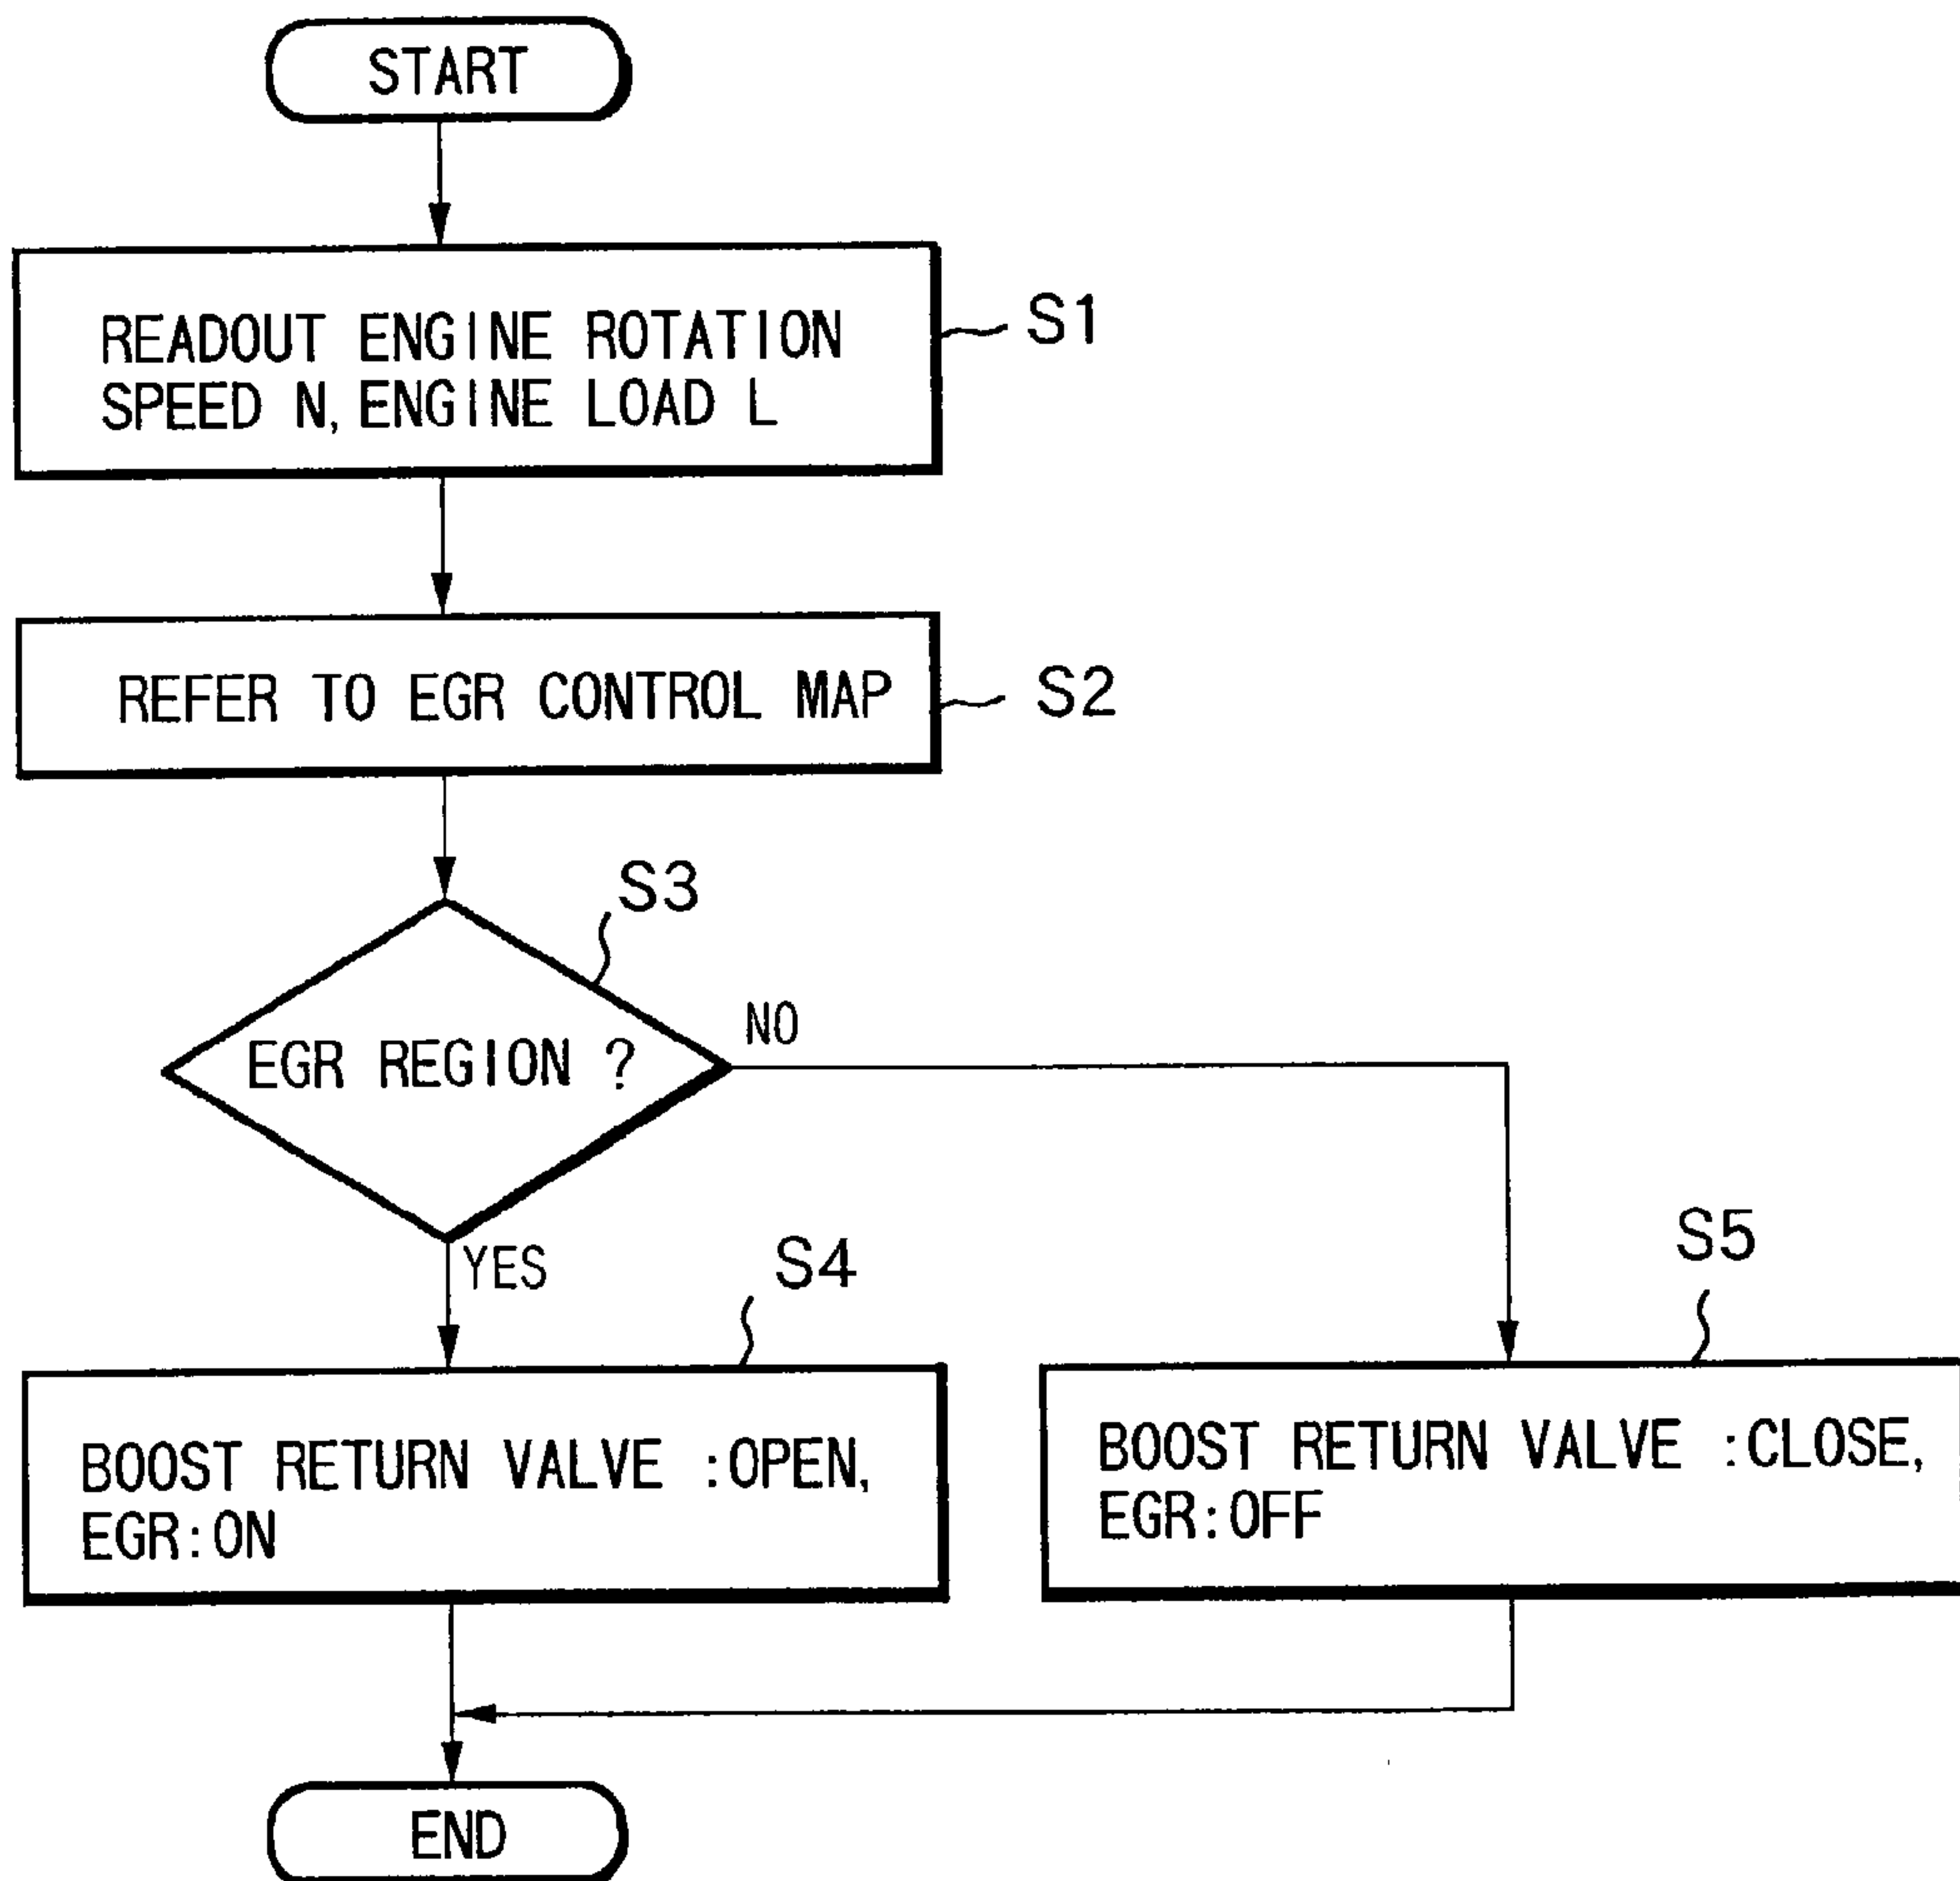 START
READOUT ENGINE ROTATION
SPEED N, ENGINE LOAD L
S1
REFER TO EGR CONTROL MAP
S2
S3
EGR REGION ?
NO
YES
S4
BOOST RETURN VALVE :OPEN,
EGR:ON
S5
BOOST RETURN VALVE :CLOSE,
EGR:OFF
END